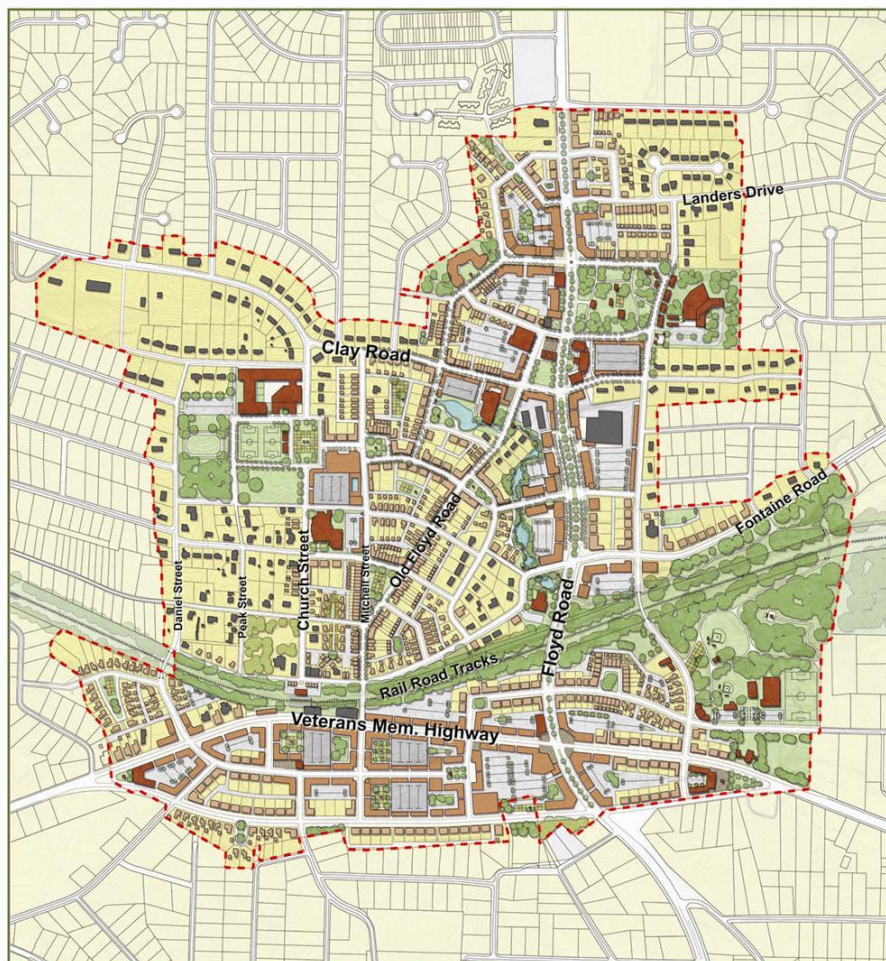 Landers Drive
Clay Road
Fontaine Road
Old Floyd Road
Daniel Street
Peak Street
Church Street
Mitchell Street
Floyd Road
Rail Road Tracks
Veterans Mem. Highway